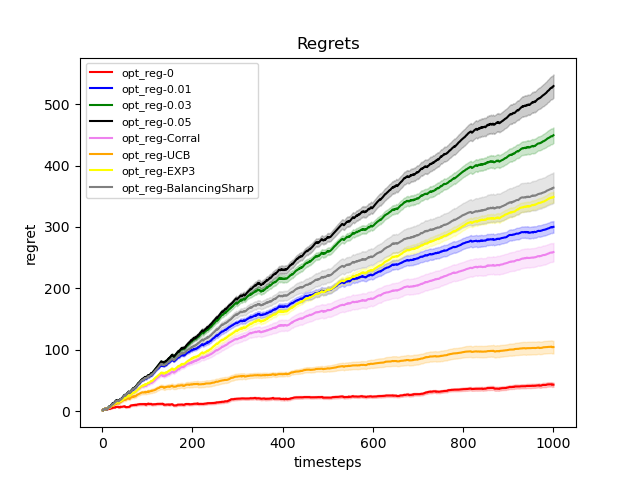 Regrets
opt_reg-0
opt_reg-0.01
opt_reg-0.03
opt_reg-0.05
opt_reg-Corral
opt_reg-UCB
opt_reg-EXP3
opt_reg-BalancingSharp
500
400
300
200
100
0
regret
0 200 400 600 800 1000
timesteps